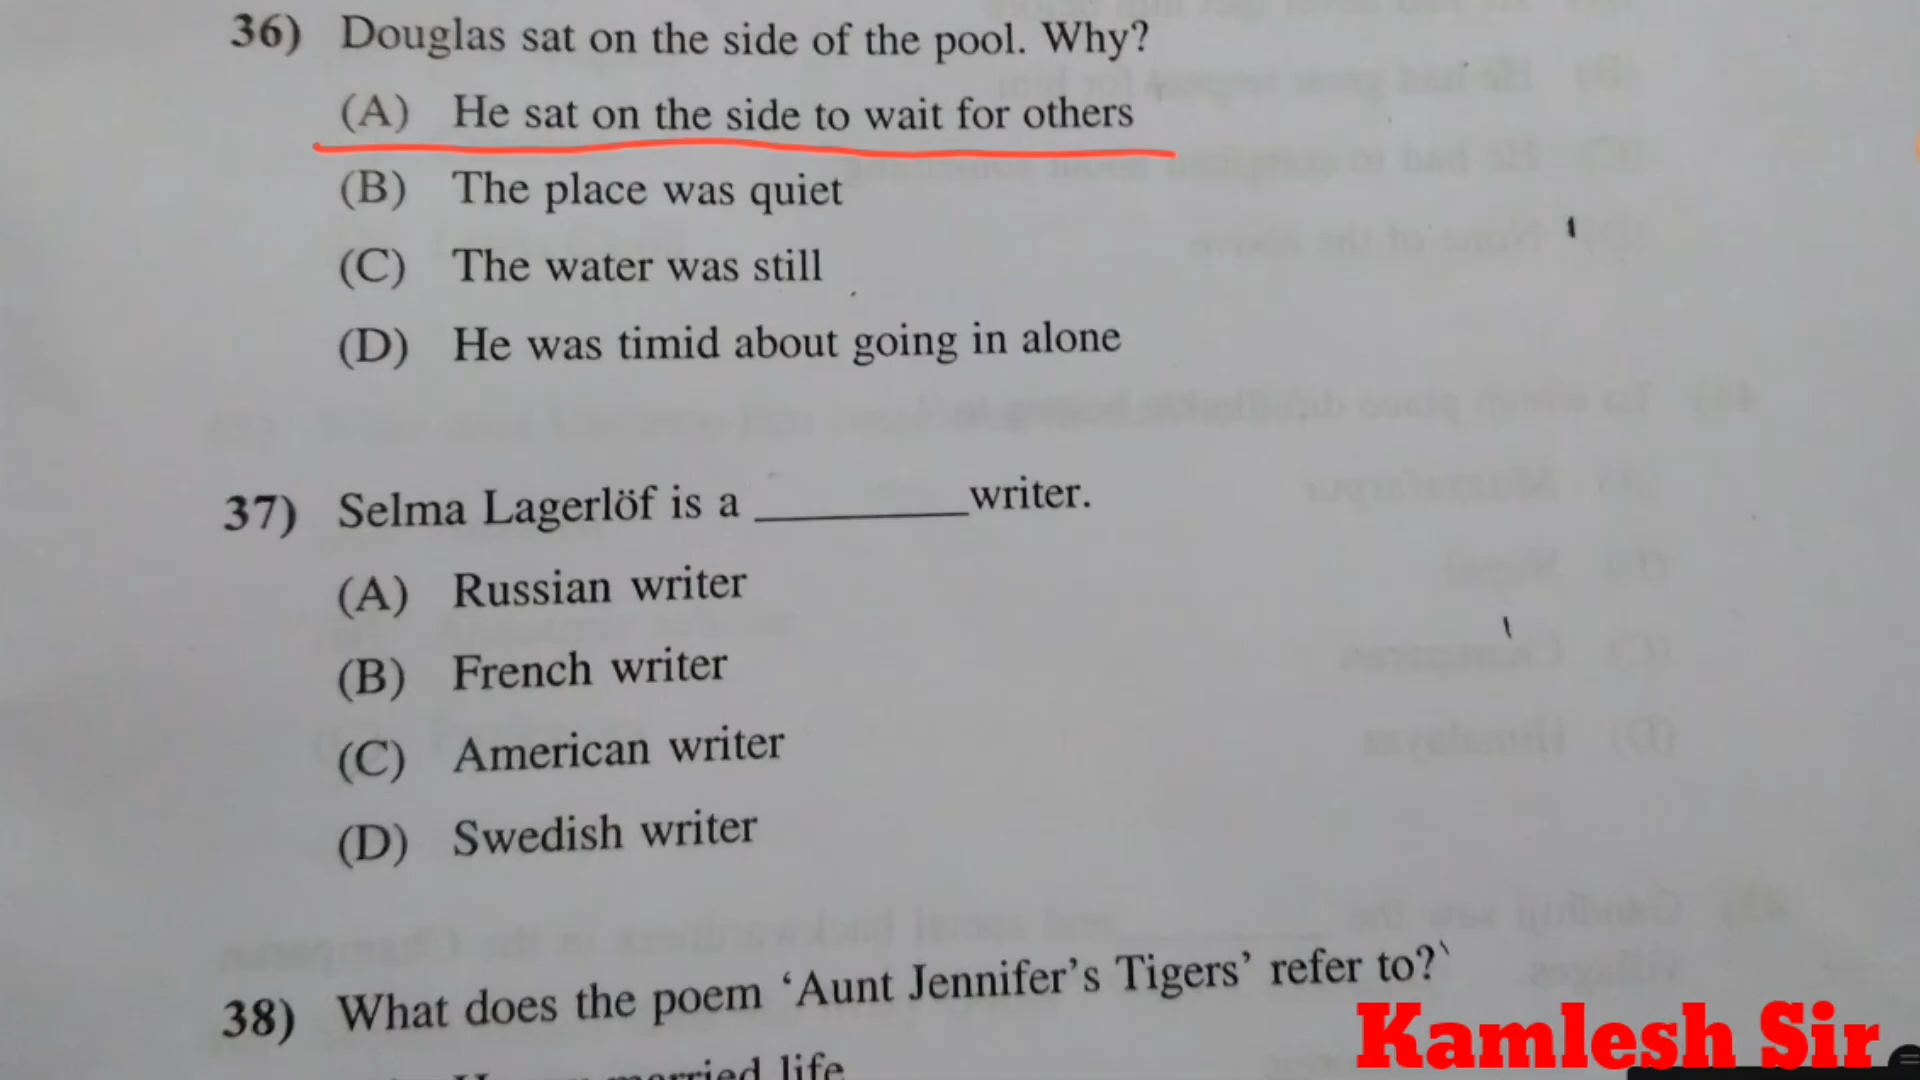 36) Douglas sat on the side of the pool. Why?
(A) He sat on the side to wait for others
(B) The place was quiet
(C) The water was still
(D) He was timid about going in alone
37) Selma Lagerlöf is a ________ writer.
(A) Russian writer
(B) French writer
(C) American writer
(D) Swedish writer
38) What does the poem ‘Aunt Jennifer’s Tigers’ refer to?
married life
Kamlesh Sir